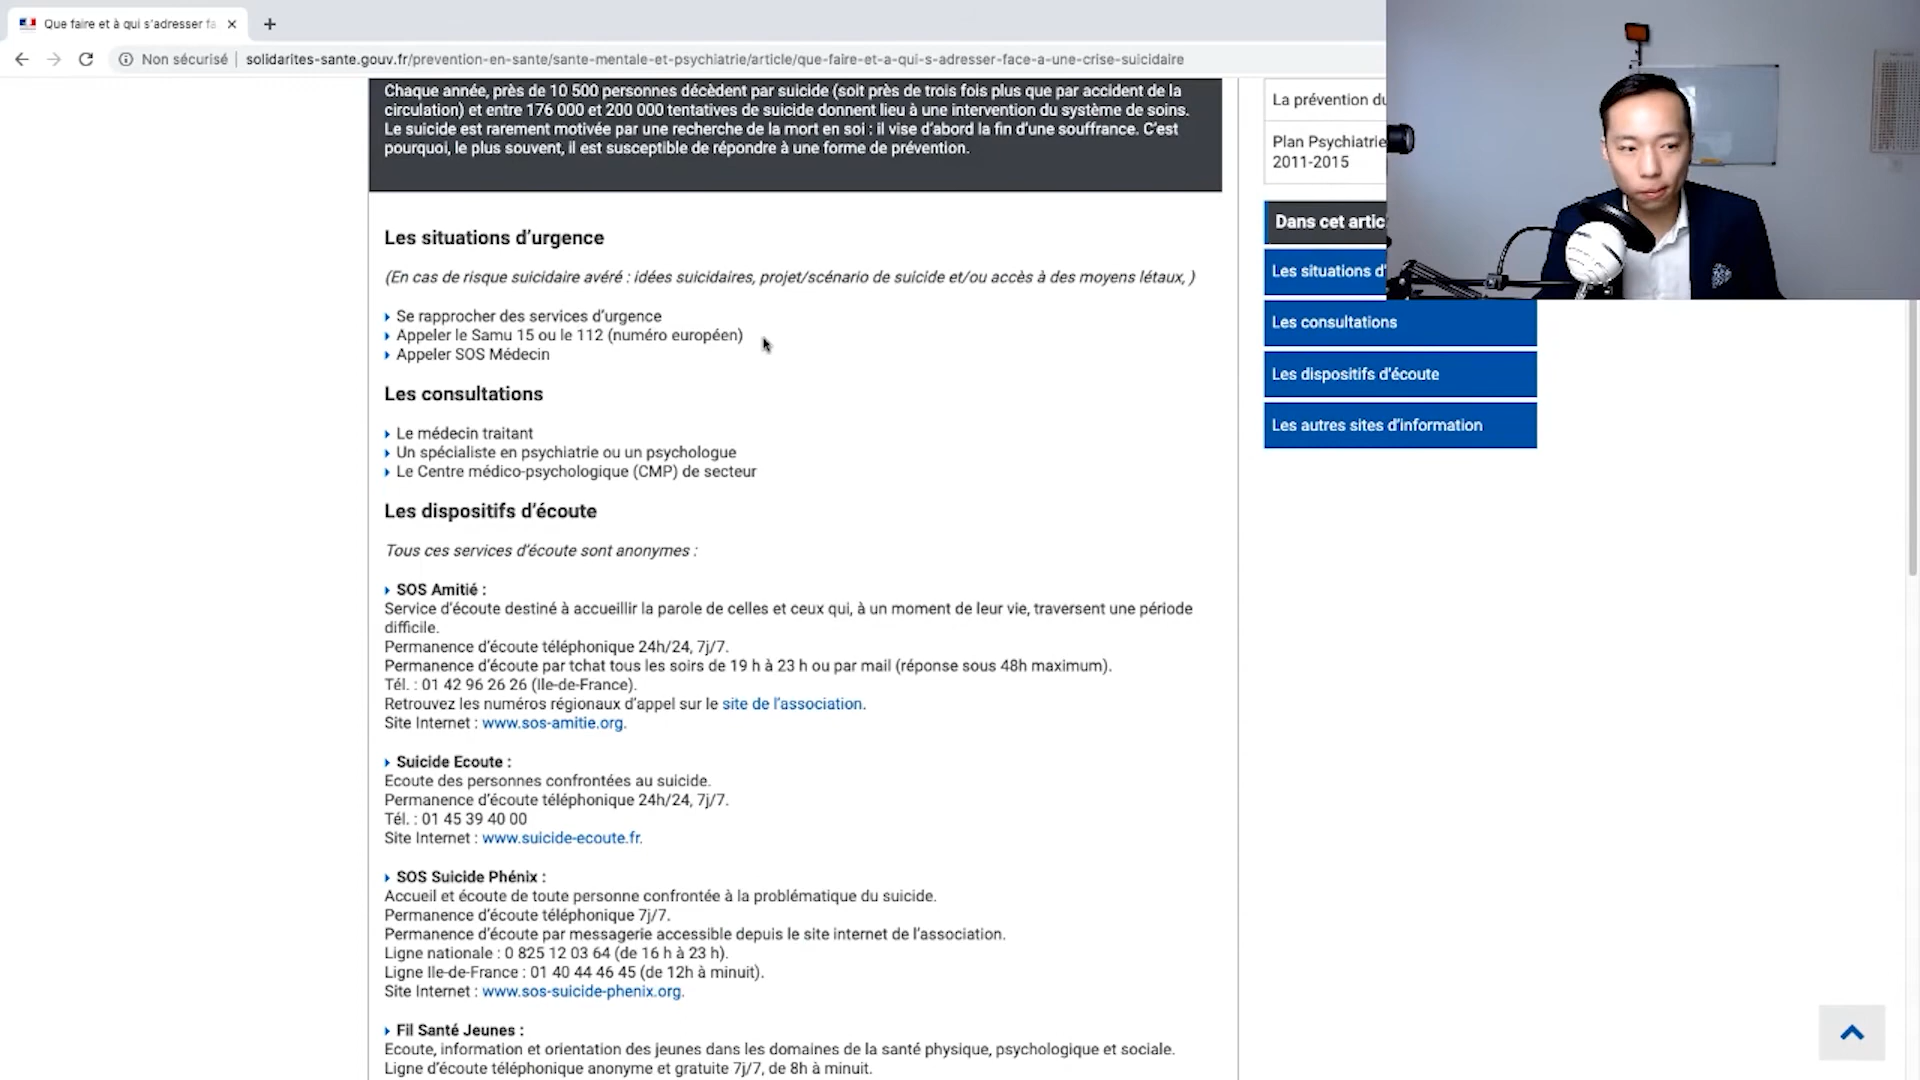 Que faire et à qui s'adresser fa
Non sécurisé
solidarites-sante.gouv.fr/prevention-en-sante/sante-mentale-et-psychiatrie/article/que-faire-et-a-qui-s-adresser-face-a-une-crise-suicidaire
Chaque année, près de 10 500 personnes décèdent par suicide (soit près de trois fois plus que par accident de la
circulation) et entre 176 000 et 200 000 tentatives de suicide donnent lieu à une intervention du système de soins.
Le suicide est rarement motivée par une recherche de la mort en soi : il vise d'abord la fin d'une souffrance. C'est
pourquoi, le plus souvent, il est susceptible de répondre à une forme de prévention.
Les situations d'urgence
(En cas de risque suicidaire avéré : idées suicidaires, projet/scénario de suicide et/ou accès à des moyens létaux, )
Se rapprocher des services d'urgence
Appeler le Samu 15 ou le 112 (numéro européen)
Appeler SOS Médecin
Les consultations
Le médecin traitant
Un spécialiste en psychiatrie ou un psychologue
Le Centre médico-psychologique (CMP) de secteur
Les dispositifs d'écoute
Tous ces services d'écoute sont anonymes :
SOS Amitié :
Service d'écoute destiné à accueillir la parole de celles et ceux qui, à un moment de leur vie, traversent une période
difficile.
Permanence d'écoute téléphonique 24h/24, 7j/7.
Permanence d'écoute par tchat tous les soirs de 19 h à 23 h ou par mail (réponse sous 48h maximum).
Tél. : 01 42 96 26 26 (Ile-de-France).
Retrouvez les numéros régionaux d'appel sur le site de l'association.
Site Internet : www.sos-amitie.org.
Suicide Ecoute :
Ecoute des personnes confrontées au suicide.
Permanence d'écoute téléphonique 24h/24, 7j/7.
Tél. : 01 45 39 40 00
Site Internet : www.suicide-ecoute.fr.
SOS Suicide Phénix :
Accueil et écoute de toute personne confrontée à la problématique du suicide.
Permanence d'écoute téléphonique 7j/7.
Permanence d'écoute par messagerie accessible depuis le site internet de l'association.
Ligne nationale : 0 825 12 03 64 (de 16 h à 23 h).
Ligne Ile-de-France : 01 40 44 46 45 (de 12h à minuit).
Site Internet : www.sos-suicide-phenix.org.
Fil Santé Jeunes :
Ecoute, information et orientation des jeunes dans les domaines de la santé physique, psychologique et sociale.
Ligne d'écoute téléphonique anonyme et gratuite 7j/7, de 8h à minuit.
La prévention du
Plan Psychiatrie
2011-2015
Dans cet artic
Les situations d'
Les consultations
Les dispositifs d'écoute
Les autres sites d'information